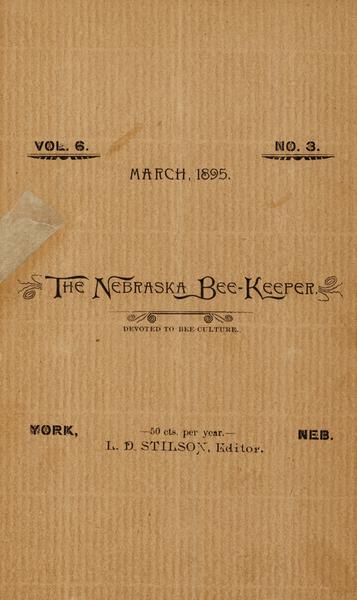 VOL. 6. NO. 3.
MARCH, 1895.
THE NEBRASKA BEE-KEEPER.
DEVOTED TO BEE-CULTURE.
—50 cts. per year.—
YORK, NEB.
L. D. STILSON, Editor.